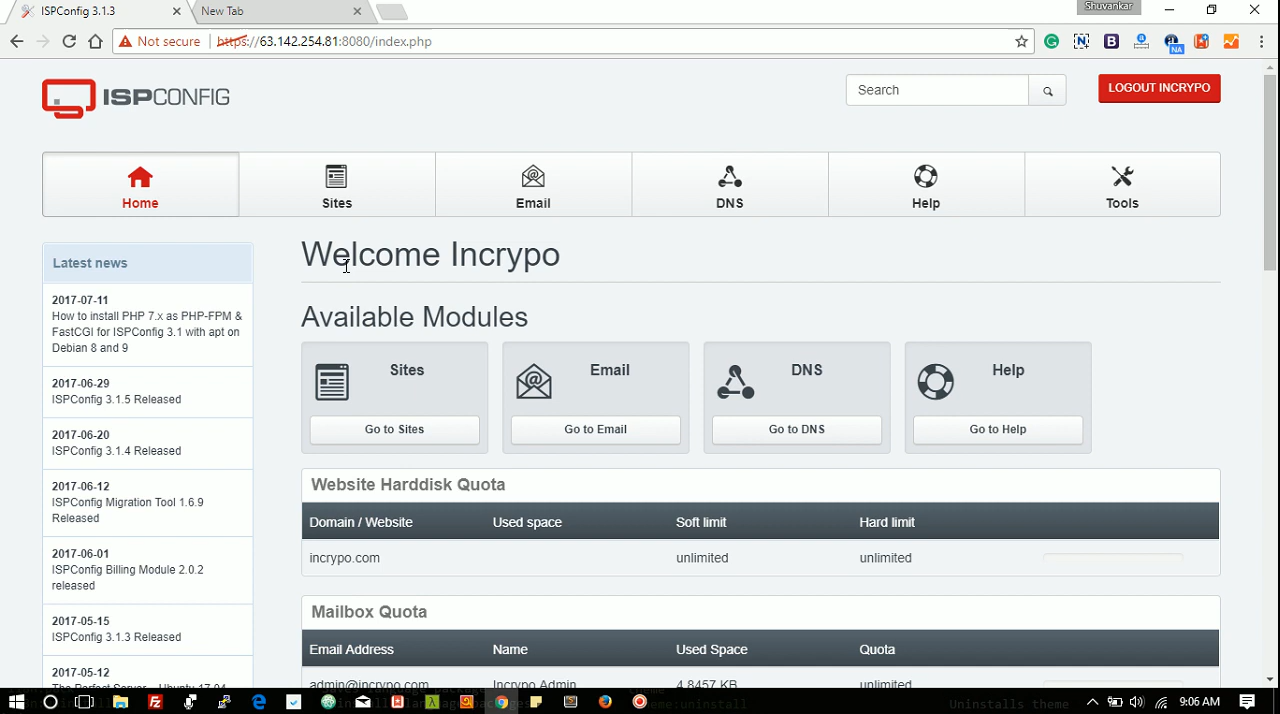 ISPConfig 3.1.3
New Tab
Shuvankar
Not secure
https://63.142.254.81:8080/index.php
ISPCONFIG
Search
LOGOUT INCRYPO
Home
Sites
Email
DNS
Help
Tools
Latest news
2017-07-11
How to install PHP 7.x as PHP-FPM &
FastCGI for ISPConfig 3.1 with apt on
Debian 8 and 9
2017-06-29
ISPConfig 3.1.5 Released
2017-06-20
ISPConfig 3.1.4 Released
2017-06-12
ISPConfig Migration Tool 1.6.9
Released
2017-06-01
ISPConfig Billing Module 2.0.2
released
2017-05-15
ISPConfig 3.1.3 Released
2017-05-12
The Perfect Server - Ubuntu 17.04
Welcome Incrypo
Available Modules
Sites
Go to Sites
Email
Go to Email
DNS
Go to DNS
Help
Go to Help
Website Harddisk Quota
Domain / Website Used space Soft limit Hard limit
incrypo.com unlimited unlimited
Mailbox Quota
Email Address Name Used Space Quota
admin@incrypo.com Incrypo Admin 4.8457 KB unlimited
Uninstalls theme
9:06 AM